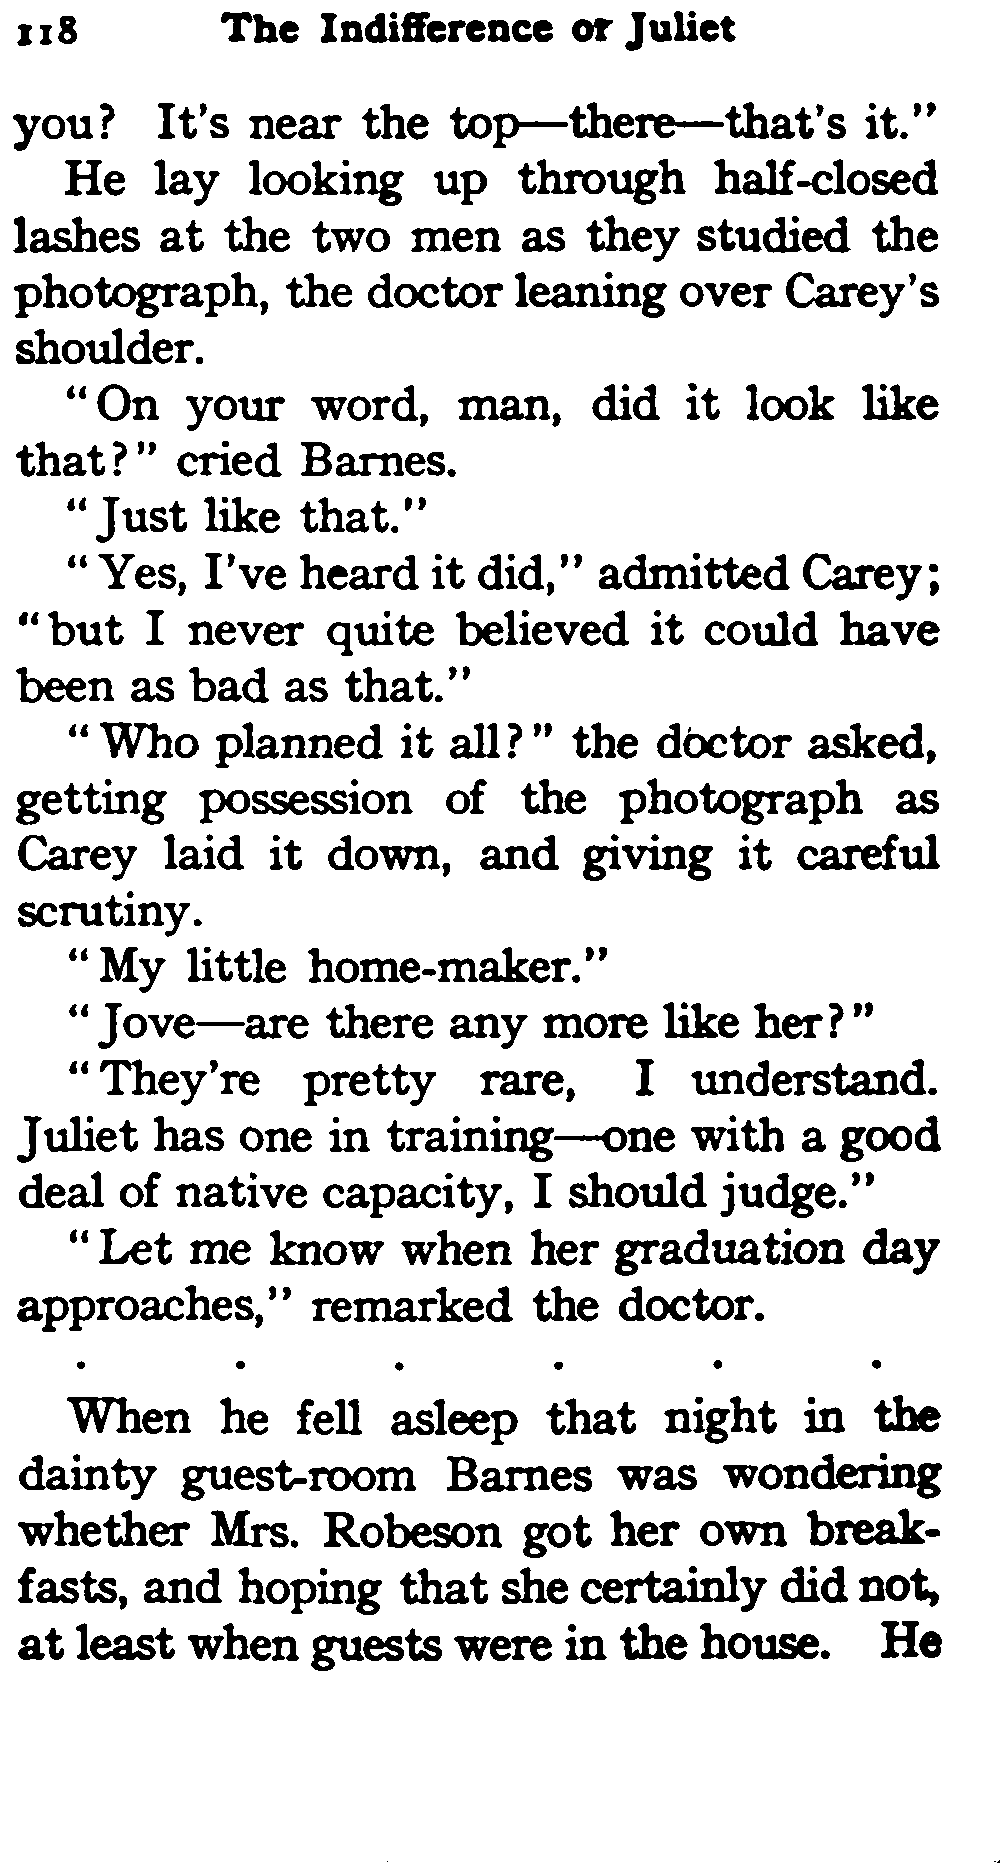 118 The Indifference or Juliet
you? It's near the top—there—that's it."
He lay looking up through half-closed
lashes at the two men as they studied the
photograph, the doctor leaning over Carey's
shoulder.
"On your word, man, did it look like
that?" cried Barnes.
"Just like that."
"Yes, I've heard it did," admitted Carey;
"but I never quite believed it could have
been as bad as that."
"Who planned it all?" the doctor asked,
getting possession of the photograph as
Carey laid it down, and giving it careful
scrutiny.
"My little home-maker."
"Jove—are there any more like her?"
"They're pretty rare, I understand.
Juliet has one in training—one with a good
deal of native capacity, I should judge."
"Let me know when her graduation day
approaches," remarked the doctor.
. . . . . .
When he fell asleep that night in the
dainty guest-room Barnes was wondering
whether Mrs. Robeson got her own break-
fasts, and hoping that she certainly did not,
at least when guests were in the house. He